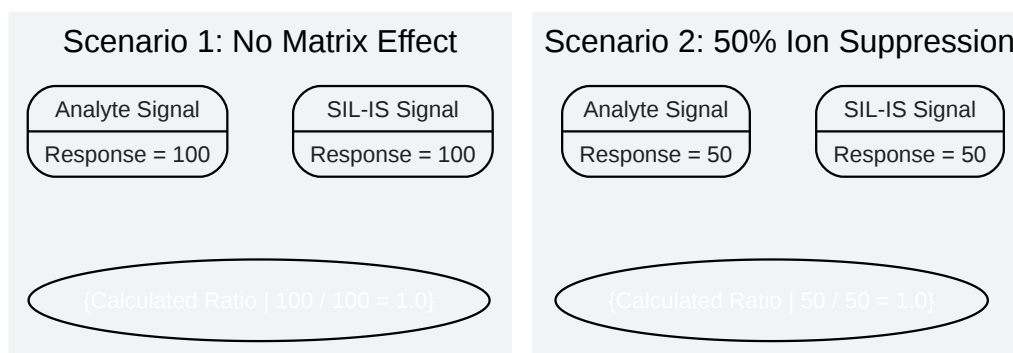 Scenario 1: No Matrix Effect
Analyte Signal
Response = 100
SIL-IS Signal
Response = 100
{Calculated Ratio | 100 / 100 = 1.0}
Scenario 2: 50% Ion Suppression
Analyte Signal
Response = 50
SIL-IS Signal
Response = 50
{Calculated Ratio | 50 / 50 = 1.0}